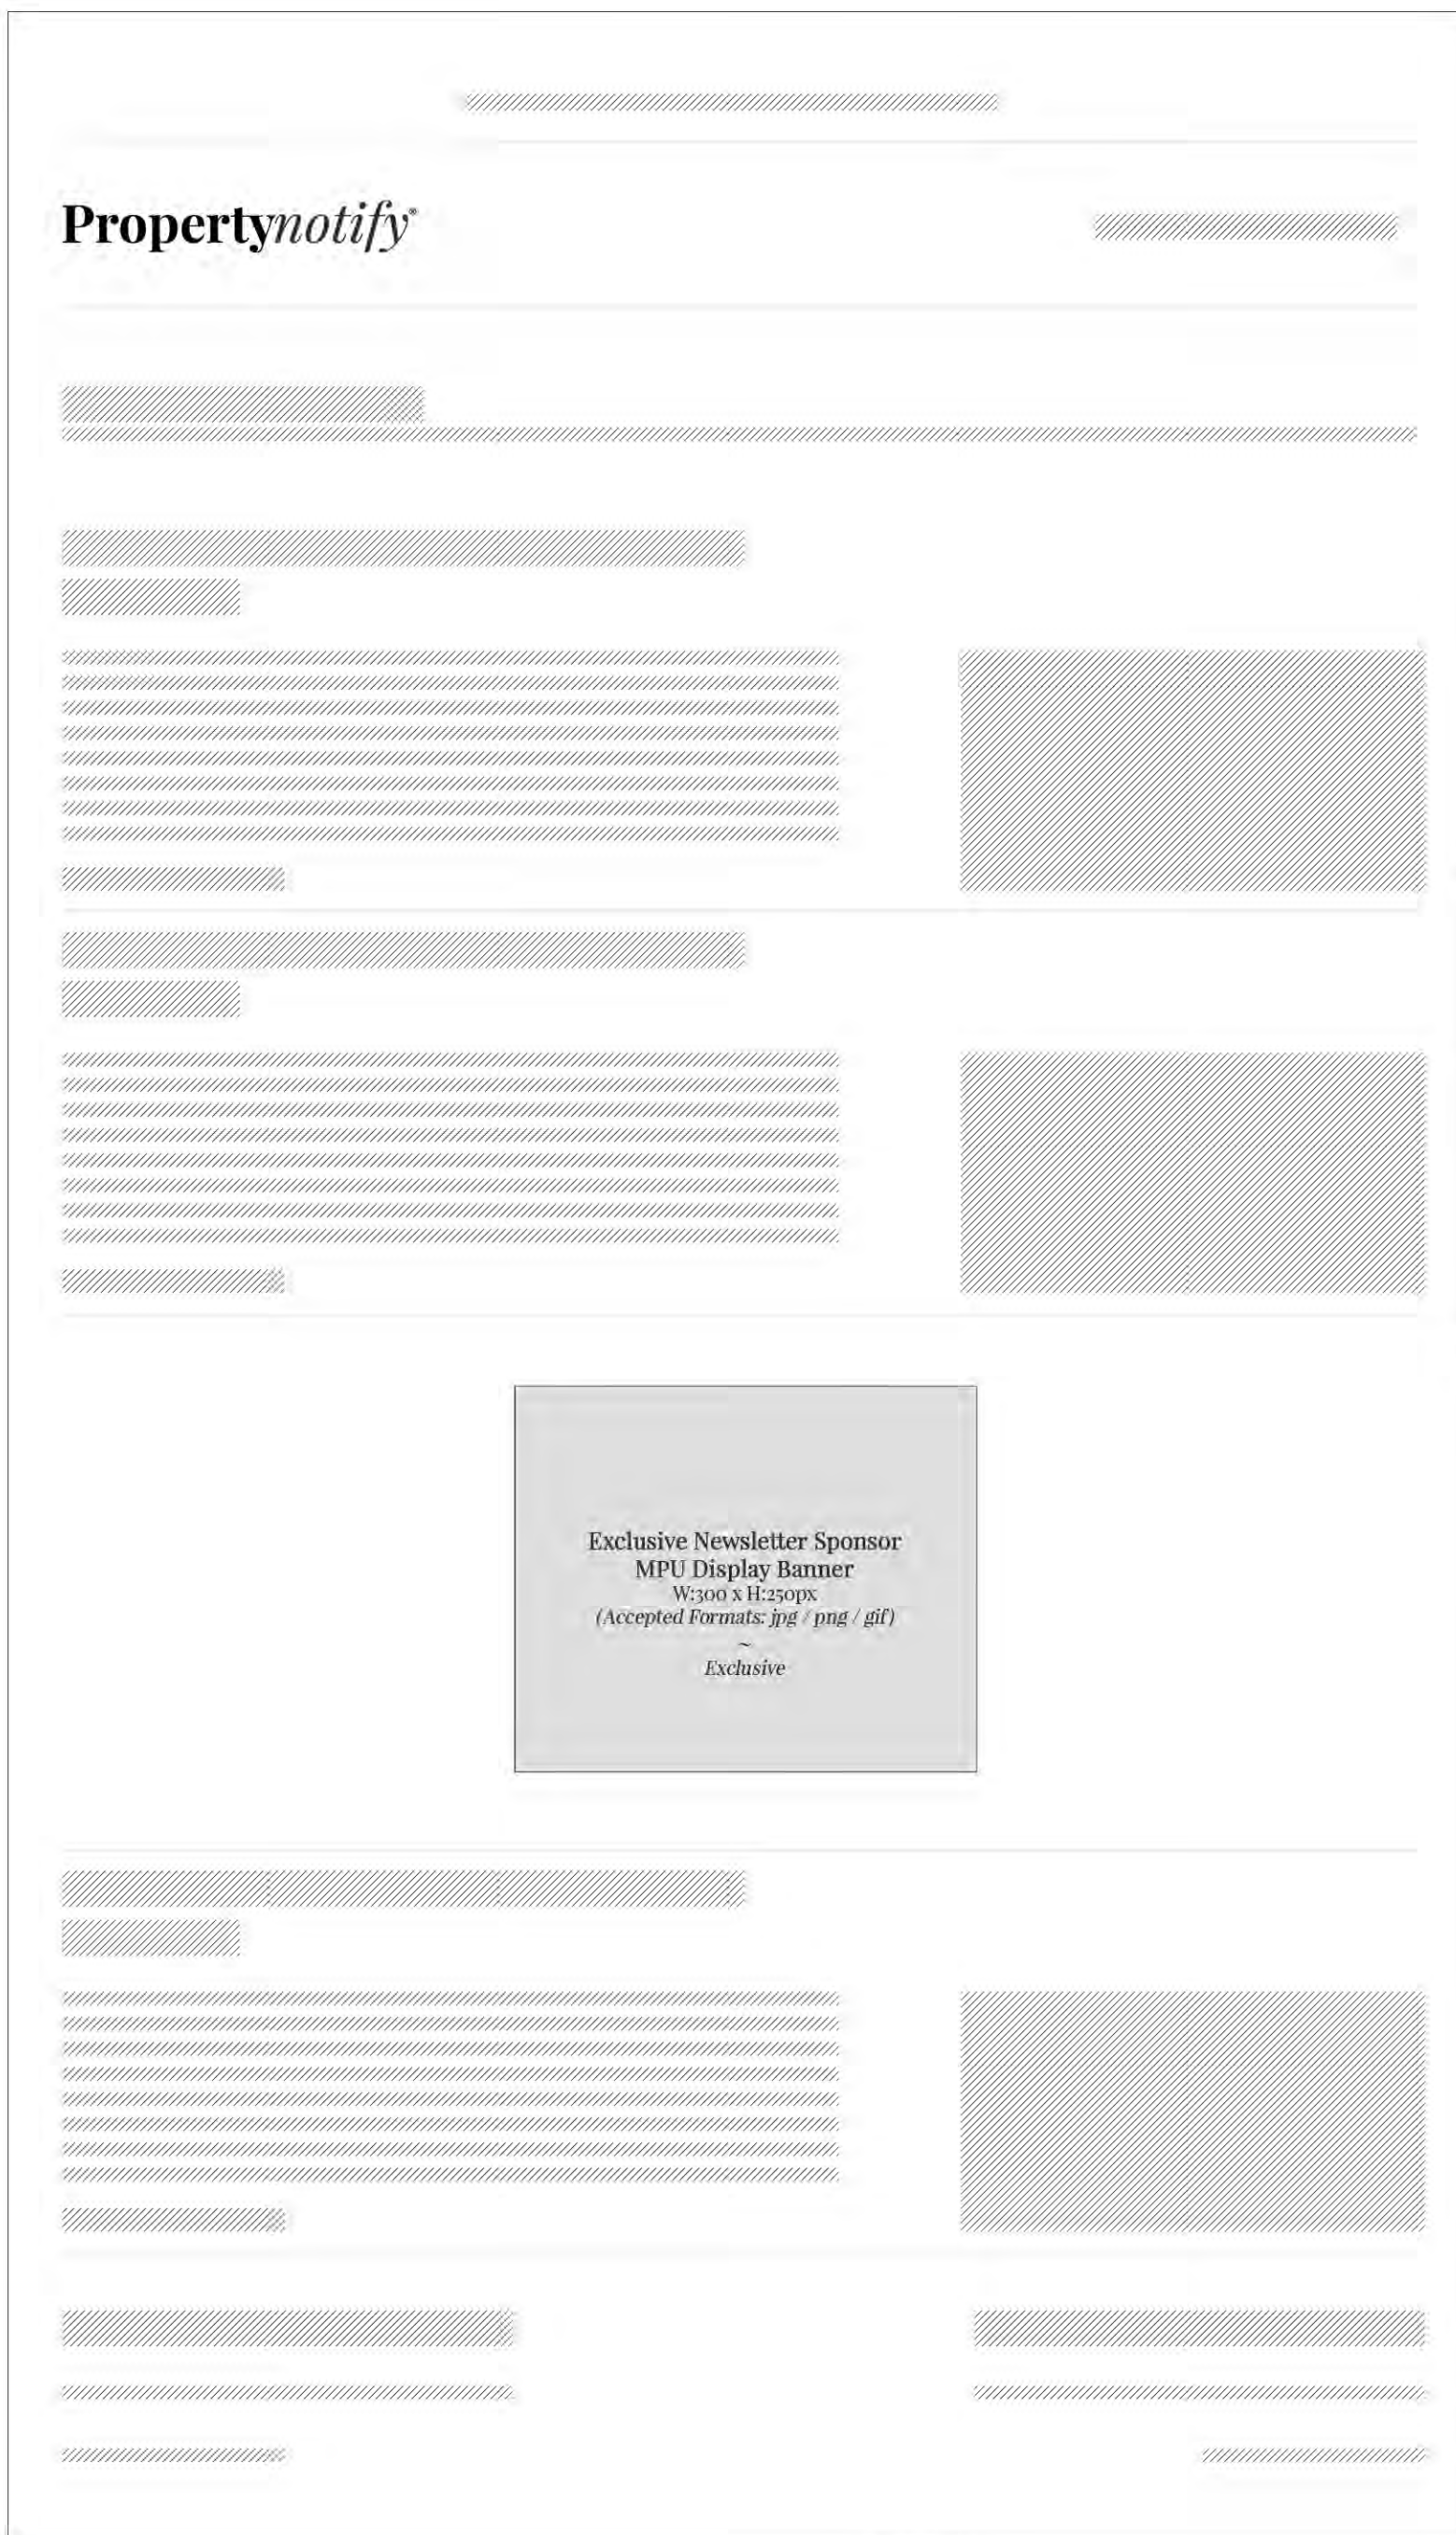 Propertynotify®
Exclusive Newsletter Sponsor
MPU Display Banner
W:300 x H:250px
(Accepted Formats: jpg / png / gif)
~
Exclusive